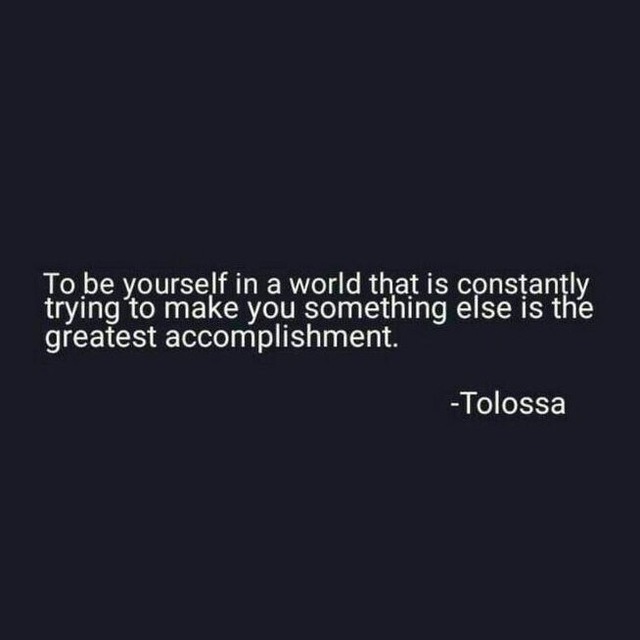 To be yourself in a world that is constantly
trying to make you something else is the
greatest accomplishment.
-Tolossa